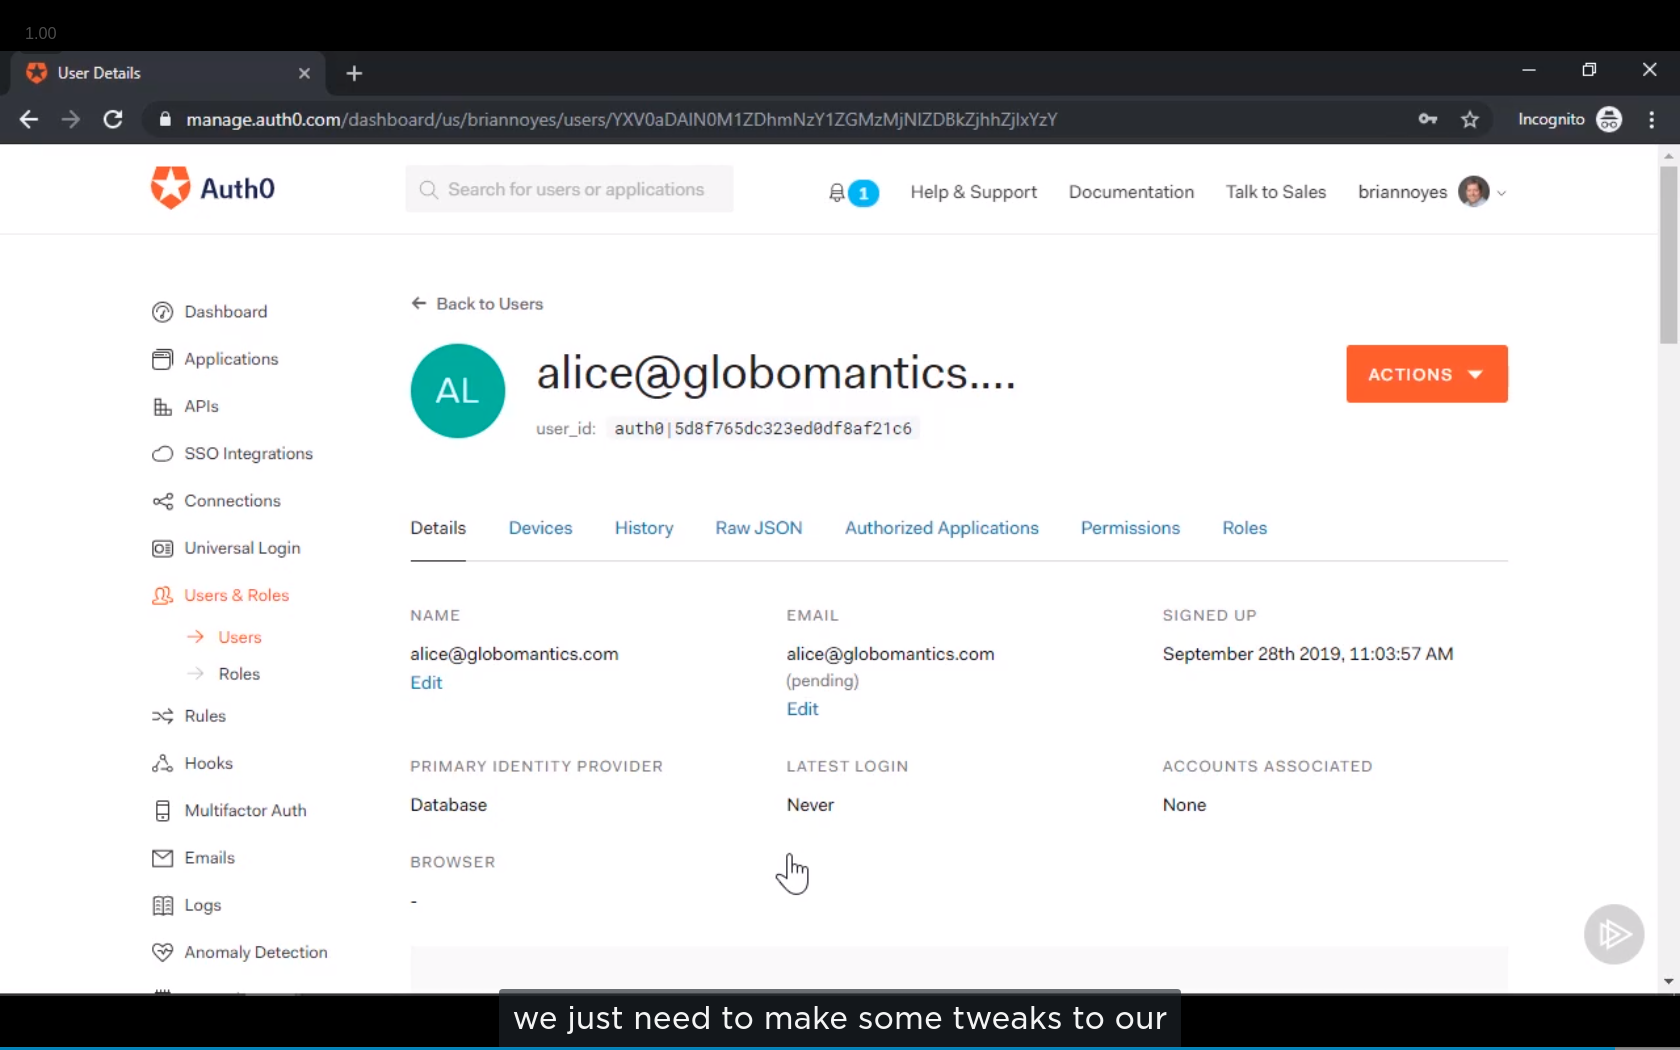 1.00
User Details
manage.auth0.com/dashboard/us/briannoyes/users/YXV0aDAlN0M1ZDhmNzY1ZGMzMjNlZDBkZjhhZjIxYzY
Incognito
Auth0
Search for users or applications
1
Help & Support
Documentation
Talk to Sales
briannoyes
Dashboard
Applications
APIs
SSO Integrations
Connections
Universal Login
Users & Roles
Users
Roles
Rules
Hooks
Multifactor Auth
Emails
Logs
Anomaly Detection
Back to Users
AL
alice@globomantics....
user_id: auth0|5d8f765dc323ed0df8af21c6
ACTIONS
Details
Devices
History
Raw JSON
Authorized Applications
Permissions
Roles
NAME
alice@globomantics.com
Edit
EMAIL
alice@globomantics.com
(pending)
Edit
SIGNED UP
September 28th 2019, 11:03:57 AM
PRIMARY IDENTITY PROVIDER
Database
LATEST LOGIN
Never
ACCOUNTS ASSOCIATED
None
BROWSER
-
we just need to make some tweaks to our